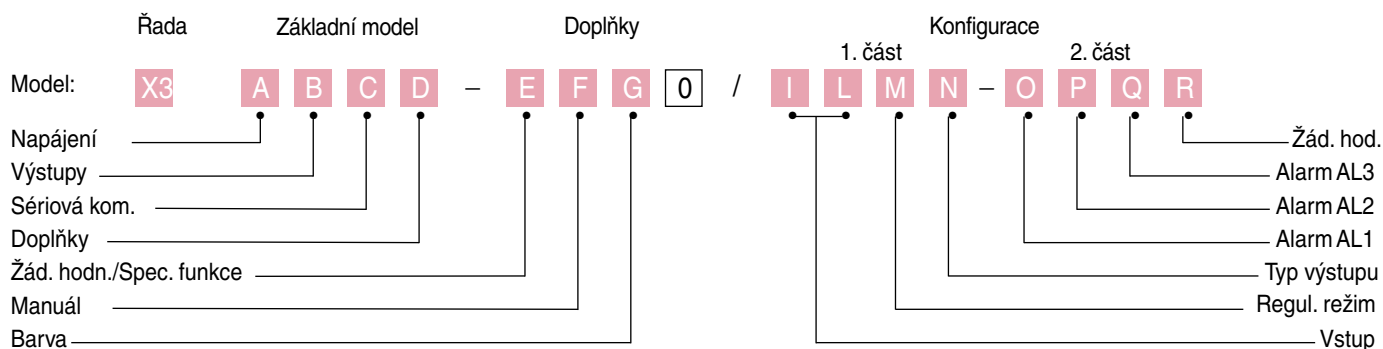 Řada Základní model Doplňky Konfigurace
1. část 2. část
Model: X3 A B C D – E F G 0 / I L M N – O P Q R
Napájení Žád. hod.
Výstupy Alarm AL3
Sériová kom. Alarm AL2
Doplňky Alarm AL1
Žád. hodn./Spec. funkce Typ výstupu
Manuál Regul. režim
Barva Vstup